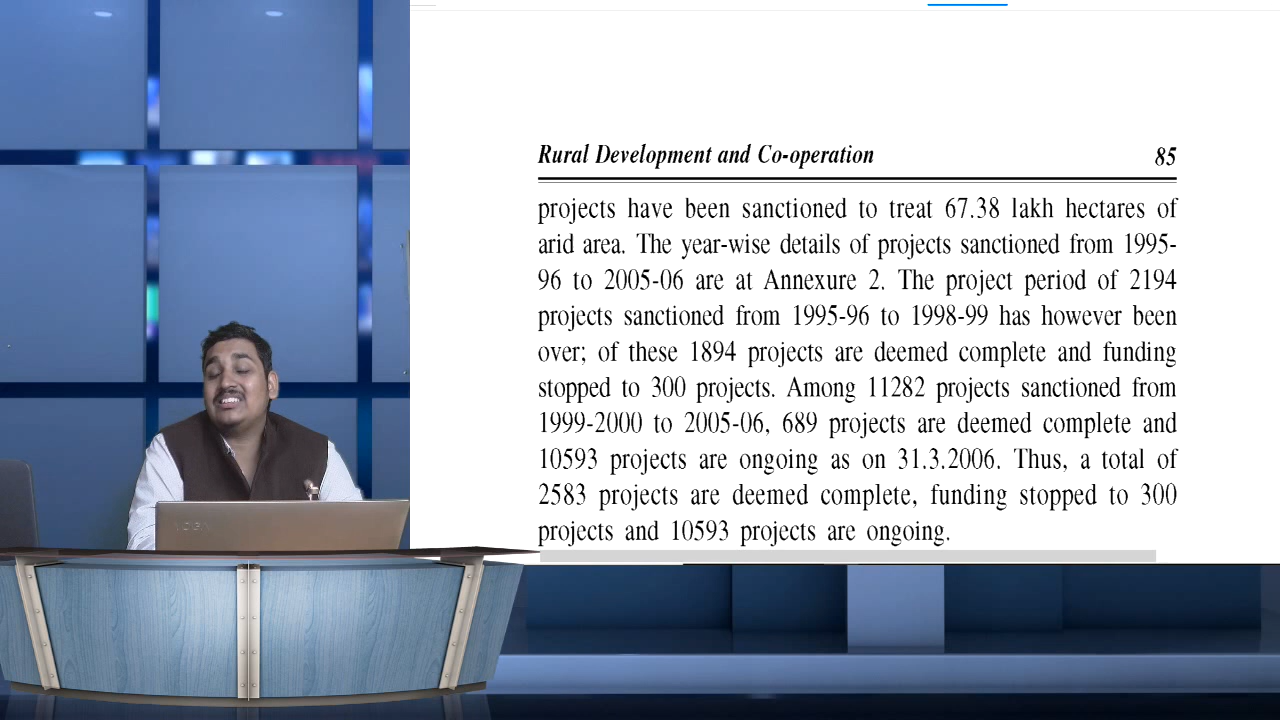 Rural Development and Co-operation 85
projects have been sanctioned to treat 67.38 lakh hectares of
arid area. The year-wise details of projects sanctioned from 1995-
96 to 2005-06 are at Annexure 2. The project period of 2194
projects sanctioned from 1995-96 to 1998-99 has however been
over; of these 1894 projects are deemed complete and funding
stopped to 300 projects. Among 11282 projects sanctioned from
1999-2000 to 2005-06, 689 projects are deemed complete and
10593 projects are ongoing as on 31.3.2006. Thus, a total of
2583 projects are deemed complete, funding stopped to 300
projects and 10593 projects are ongoing.